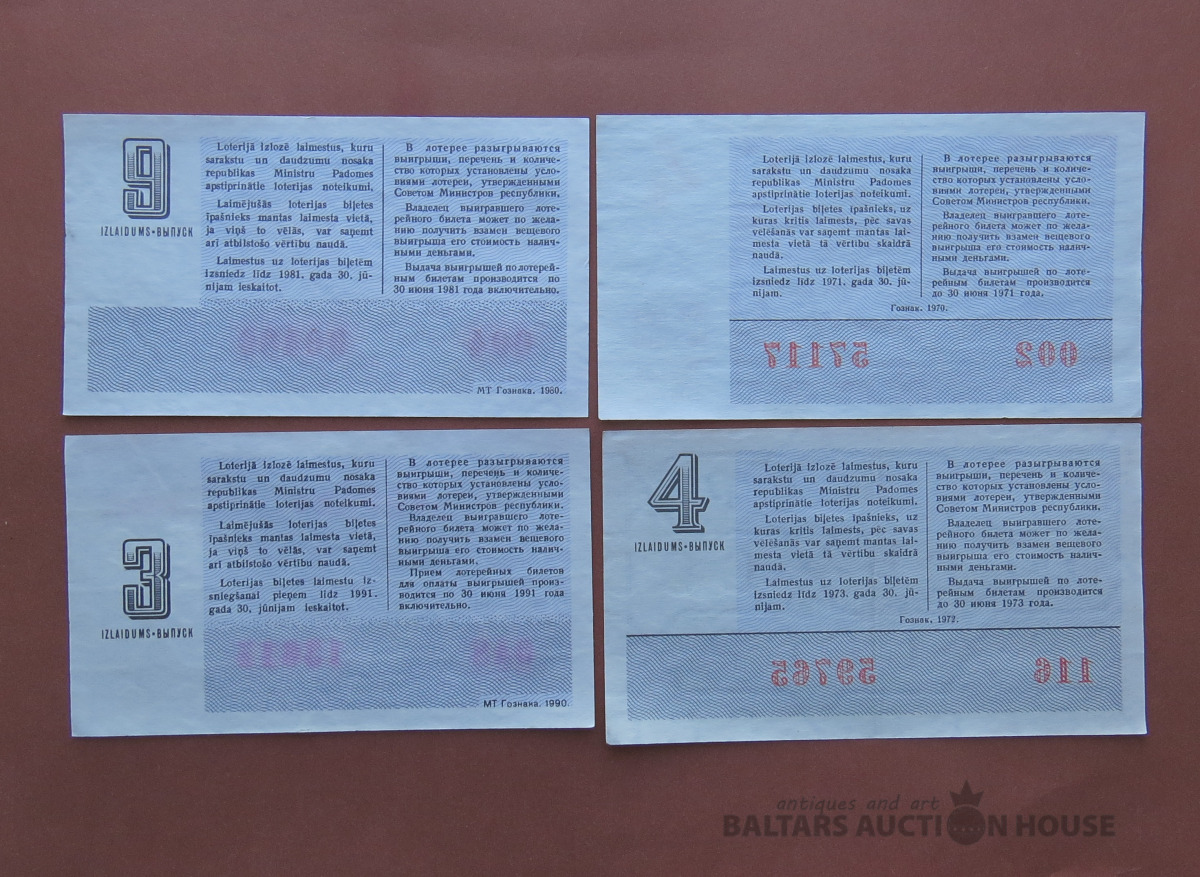 9
IZLAIDUMS•ВЫПУСК
Loterijā izlozē laimestus, kuru
sarakstu un daudzumu nosaka
republikas Ministru Padomes
apstiprinātie loterijas noteikumi.
Laimējušās loterijas biļetes
īpašnieks mantas laimesta vietā,
ja viņš to vēlās, var saņemt
arī atbilstošo vērtību naudā.
Laimestus uz loterijas biļetēm
izsniedz līdz 1981. gada 30. jū-
nijam ieskaitot.
В лотерее разыгрываются
выигрыши, перечень и количе-
ство которых установлены усло-
виями лотереи, утвержденными
Советом Министров республики.
Владелец выигравшего лоте-
рейного билета может по жела-
нию получить взамен вещевого
выигрыша его стоимость налич-
ными деньгами.
Выдача выигрышей по лотерей-
ным билетам производится по
30 июня 1981 года включительно.
МТ Гознака. 1980.
Loterijā izlozē laimestus, kuru
sarakstu un daudzumu nosaka
republikas Ministru Padomes
apstiprinātie loterijas noteikumi.
Loterijas biļetes īpašnieks, uz
kuras kritis laimests, pēc savas
vēlēšanās var saņemt mantas lai-
mesta vietā tā vērtību skaidrā
naudā.
Laimestus uz loterijas biļetēm
izsniedz līdz 1971. gada 30. jū-
nijam.
В лотерее разыгрываются
выигрыши, перечень и количе-
ство которых установлены усло-
виями лотереи, утвержденными
Советом Министров республики.
Владелец выигравшего лоте-
рейного билета может по жела-
нию получить взамен вещевого
выигрыша его стоимость налич-
ными деньгами.
Выдача выигрышей по лоте-
рейным билетам производится
до 30 июня 1971 года.
Гознак. 1970.
57117 002
3
IZLAIDUMS•ВЫПУСК
Loterijā izlozē laimestus, kuru
sarakstu un daudzumu nosaka
republikas Ministru Padomes
apstiprinātie loterijas noteikumi.
Laimējušās loterijas biļetes
īpašnieks mantas laimesta vietā,
ja viņš to vēlās, var saņemt
arī atbilstošo vērtību naudā.
Loterijas biļetes laimestu iz-
sniegšanai pieņem līdz 1991.
gada 30. jūnijam ieskaitot.
В лотерее разыгрываются
выигрыши, перечень и количе-
ство которых установлены усло-
виями лотереи, утвержденными
Советом Министров республики.
Владелец выигравшего лоте-
рейного билета может по жела-
нию получить взамен вещевого
выигрыша его стоимость налич-
ными деньгами.
Прием лотерейных билетов
для оплаты выигрышей произ-
водится по 30 июня 1991 года
включительно.
МТ Гознака. 1990.
4
IZLAIDUMS•ВЫПУСК
Loterijā izlozē laimestus, kuru
sarakstu un daudzumu nosaka
republikas Ministru Padomes
apstiprinātie loterijas noteikumi.
Loterijas biļetes īpašnieks, uz
kuras kritis laimests, pēc savas
vēlēšanās var saņemt mantas lai-
mesta vietā tā vērtību skaidrā
naudā.
Laimestus uz loterijas biļetēm
izsniedz līdz 1973. gada 30. jū-
nijam.
В лотерее разыгрываются
выигрыши, перечень и количе-
ство которых установлены усло-
виями лотереи, утвержденными
Советом Министров республики.
Владелец выигравшего лоте-
рейного билета может по жела-
нию получить взамен вещевого
выигрыша его стоимость налич-
ными деньгами.
Выдача выигрышей по лоте-
рейным билетам производится
до 30 июня 1973 года.
Гознак. 1972.
59765 116
antiques and art
BALTARS AUCTION HOUSE